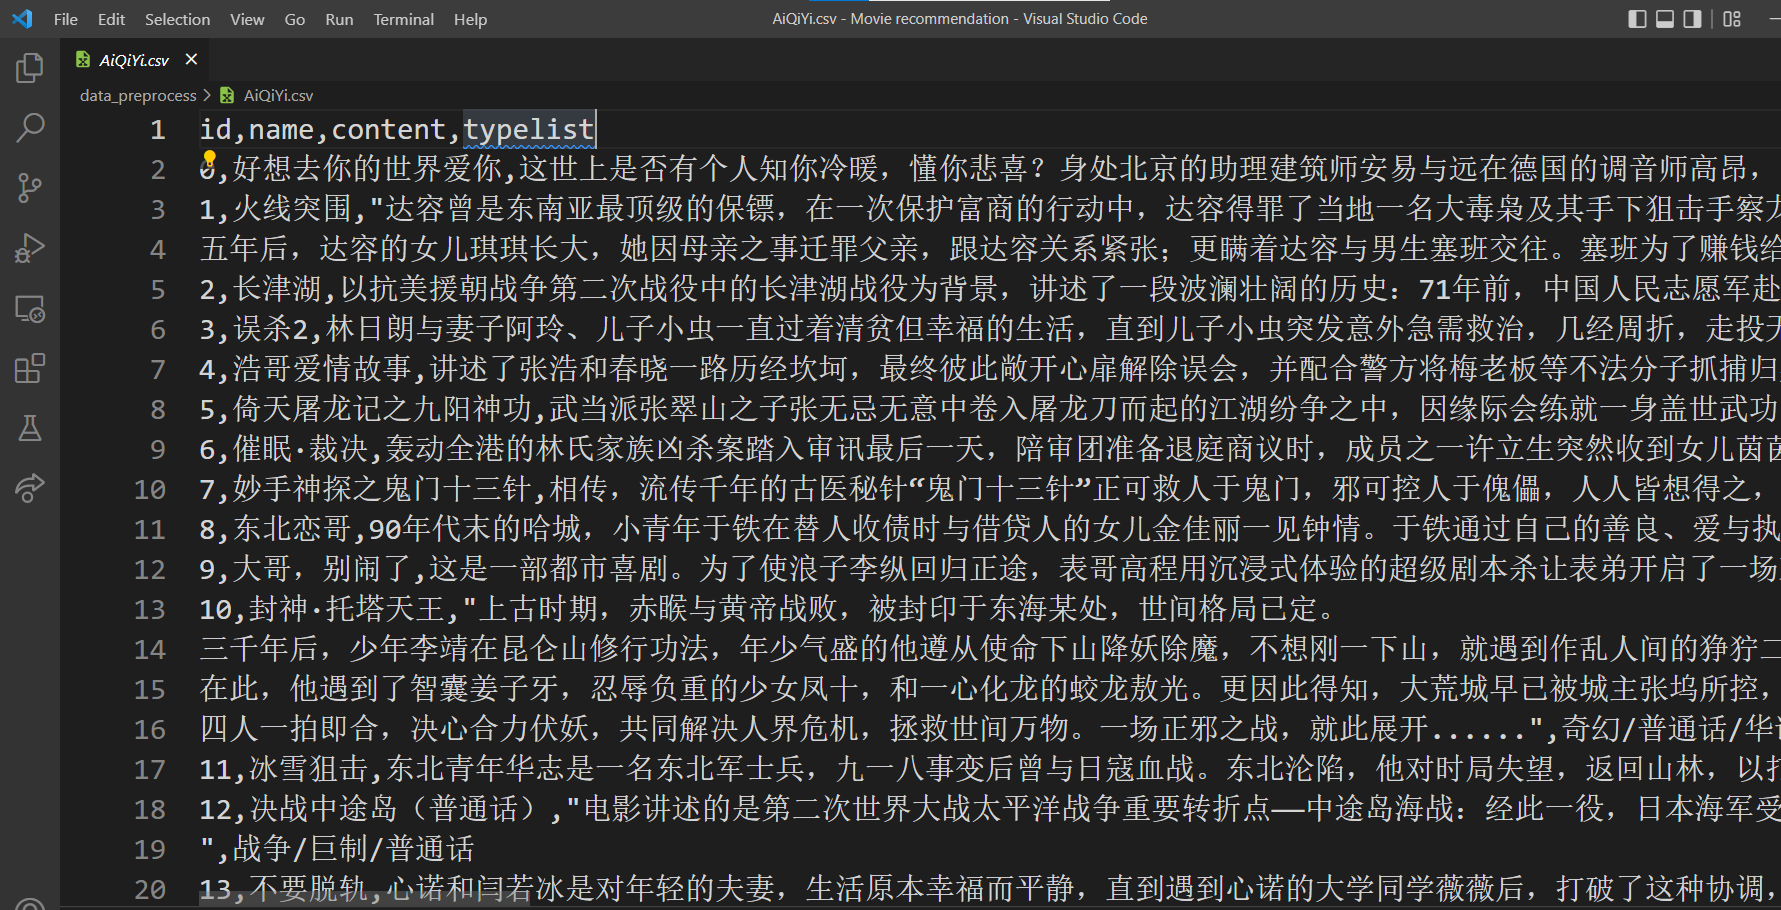 File Edit Selection View Go Run Terminal Help
AiQiYi.csv - Movie recommendation - Visual Studio Code
AiQiYi.csv
data_preprocess > AiQiYi.csv
1 id,name,content,typelist
2 0,好想去你的世界爱你,这世上是否有个人知你冷暖，懂你悲喜？身处北京的助理建筑师安易与远在德国的调音师高昂，
3 1,火线突围,"达容曾是东南亚最顶级的保镖，在一次保护富商的行动中，达容得罪了当地一名大毒枭及其手下狙击手察龙
4 五年后，达容的女儿琪琪长大，她因母亲之事迁罪父亲，跟达容关系紧张；更瞒着达容与男生塞班交往。塞班为了赚钱给
5 2,长津湖,以抗美援朝战争第二次战役中的长津湖战役为背景，讲述了一段波澜壮阔的历史：71年前，中国人民志愿军赴
6 3,误杀2,林日朗与妻子阿玲、儿子小虫一直过着清贫但幸福的生活，直到儿子小虫突发意外急需救治，几经周折，走投无
7 4,浩哥爱情故事,讲述了张浩和春晓一路历经坎坷，最终彼此敞开心扉解除误会，并配合警方将梅老板等不法分子抓捕归
8 5,倚天屠龙记之九阳神功,武当派张翠山之子张无忌无意中卷入屠龙刀而起的江湖纷争之中，因缘际会练就一身盖世武功
9 6,催眠·裁决,轰动全港的林氏家族凶杀案踏入审讯最后一天，陪审团准备退庭商议时，成员之一许立生突然收到女儿茵茵
10 7,妙手神探之鬼门十三针,相传，流传千年的古医秘针“鬼门十三针”正可救人于鬼门，邪可控人于傀儡，人人皆想得之，
11 8,东北恋哥,90年代末的哈城，小青年于铁在替人收债时与借贷人的女儿金佳丽一见钟情。于铁通过自己的善良、爱与执
12 9,大哥，别闹了,这是一部都市喜剧。为了使浪子李纵回归正途，表哥高程用沉浸式体验的超级剧本杀让表弟开启了一场
13 10,封神·托塔天王,"上古时期，赤睺与黄帝战败，被封印于东海某处，世间格局已定。
14 三千年后，少年李靖在昆仑山修行功法，年少气盛的他遵从使命下山降妖除魔，不想刚一下山，就遇到作乱人间的狰狞二
15 在此，他遇到了智囊姜子牙，忍辱负重的少女凤十，和一心化龙的蛟龙敖光。更因此得知，大荒城早已被城主张坞所控，
16 四人一拍即合，决心合力伏妖，共同解决人界危机，拯救世间万物。一场正邪之战，就此展开......",奇幻/普通话/华语
17 11,冰雪狙击,东北青年华志是一名东北军士兵，九一八事变后曾与日寇血战。东北沦陷，他对时局失望，返回山林，以打
18 12,决战中途岛（普通话）,"电影讲述的是第二次世界大战太平洋战争重要转折点——中途岛海战：经此一役，日本海军受
19 ",战争/巨制/普通话
20 13,不要脱轨,心诺和闫若冰是对年轻的夫妻，生活原本幸福而平静，直到遇到心诺的大学同学薇薇后，打破了这种协调，